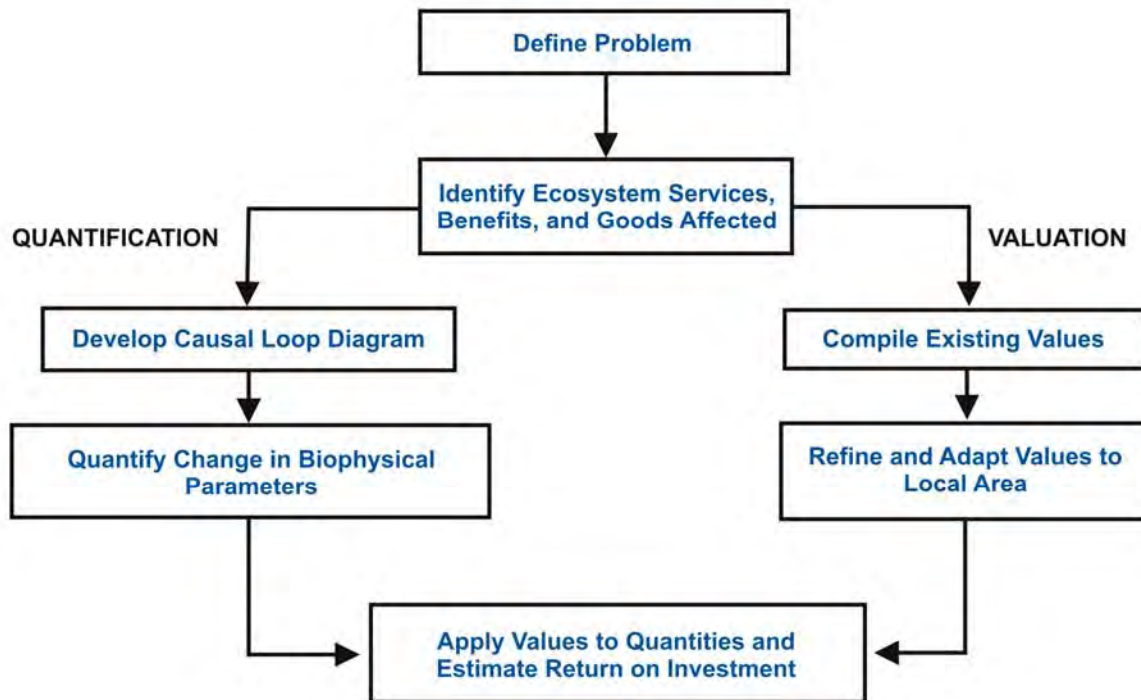 Define Problem
Identify Ecosystem Services,
Benefits, and Goods Affected
QUANTIFICATION
VALUATION
Develop Causal Loop Diagram
Compile Existing Values
Quantify Change in Biophysical
Parameters
Refine and Adapt Values to
Local Area
Apply Values to Quantities and
Estimate Return on Investment